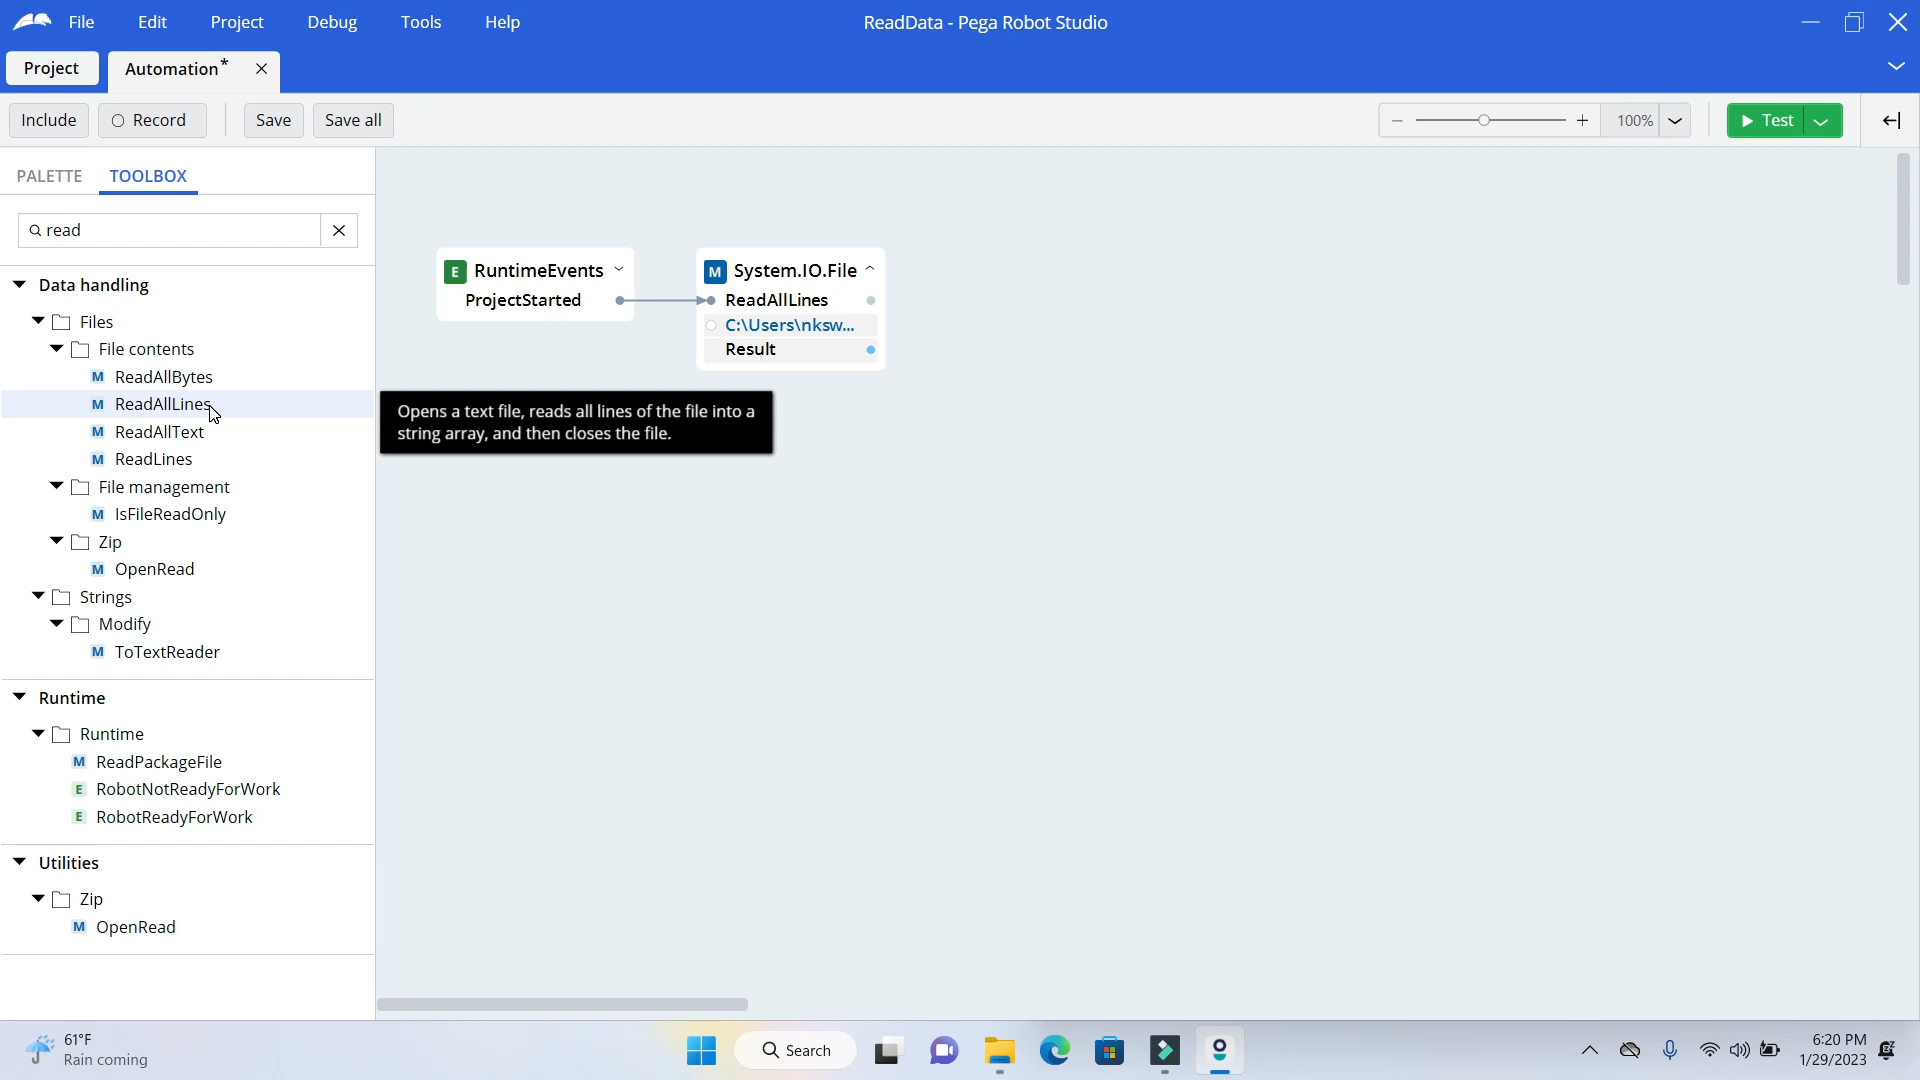 File Edit Project Debug Tools Help ReadData - Pega Robot Studio
Project Automation*
Include Record Save Save all 100% Test
PALETTE TOOLBOX
read
Data handling
Files
File contents
M ReadAllBytes
M ReadAllLines
M ReadAllText
M ReadLines
File management
M IsFileReadOnly
Zip
M OpenRead
Strings
Modify
M ToTextReader
Runtime
Runtime
M ReadPackageFile
E RobotNotReadyForWork
E RobotReadyForWork
Utilities
Zip
M OpenRead
E RuntimeEvents
ProjectStarted
M System.IO.File
ReadAllLines
C:\Users\nksw...
Result
Opens a text file, reads all lines of the file into a
string array, and then closes the file.
61°F
Rain coming
Search
6:20 PM
1/29/2023